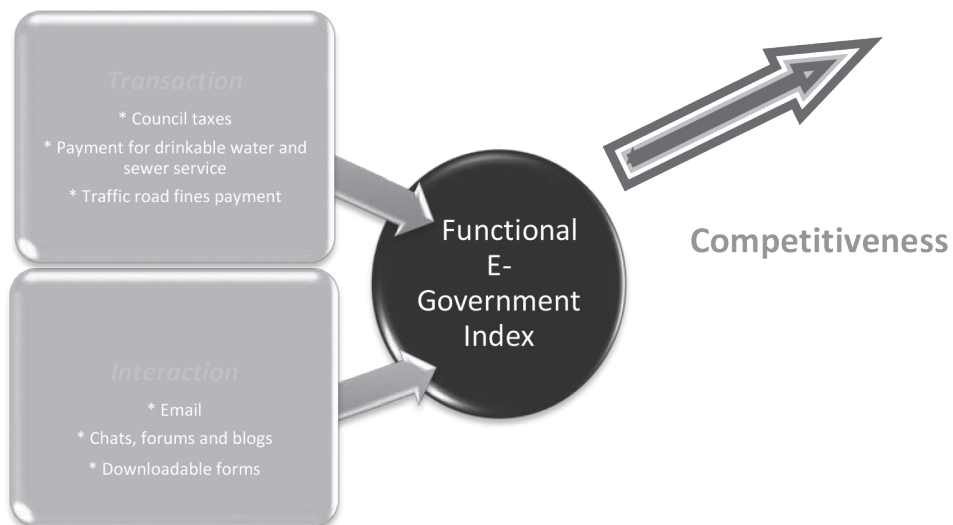 Transaction
* Council taxes
* Payment for drinkable water and
sewer service
* Traffic road fines payment
Interaction
* Email
* Chats, forums and blogs
* Downloadable forms
Functional
E-
Government
Index
Competitiveness